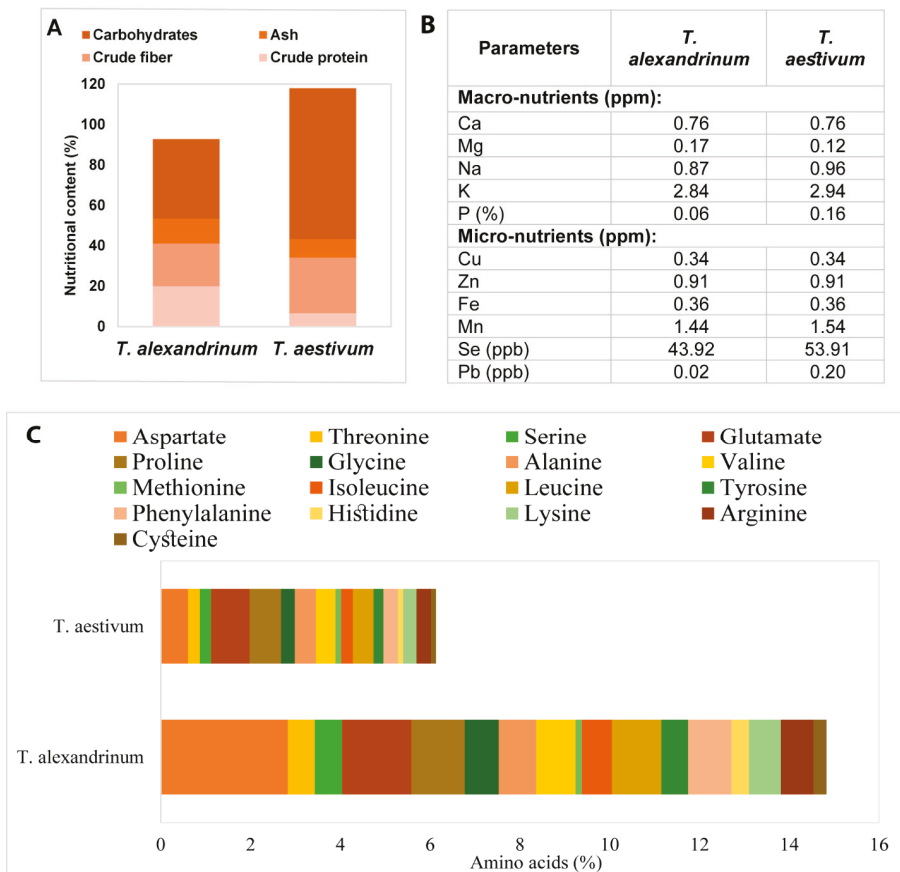 A
Carbohydrates Ash
Crude fiber Crude protein
120
100
80
60
40
20
0
Nutritional content (%)
T. alexandrinum T. aestivum
B
Parameters T. alexandrinum T. aestivum
Macro-nutrients (ppm):
Ca 0.76 0.76
Mg 0.17 0.12
Na 0.87 0.96
K 2.84 2.94
P (%) 0.06 0.16
Micro-nutrients (ppm):
Cu 0.34 0.34
Zn 0.91 0.91
Fe 0.36 0.36
Mn 1.44 1.54
Se (ppb) 43.92 53.91
Pb (ppb) 0.02 0.20
C
Aspartate Threonine Serine Glutamate
Proline Glycine Alanine Valine
Methionine Isoleucine Leucine Tyrosine
Phenylalanine Histidine Lysine Arginine
Cysteine
T. aestivum
T. alexandrinum
0 2 4 6 8 10 12 14 16
Amino acids (%)